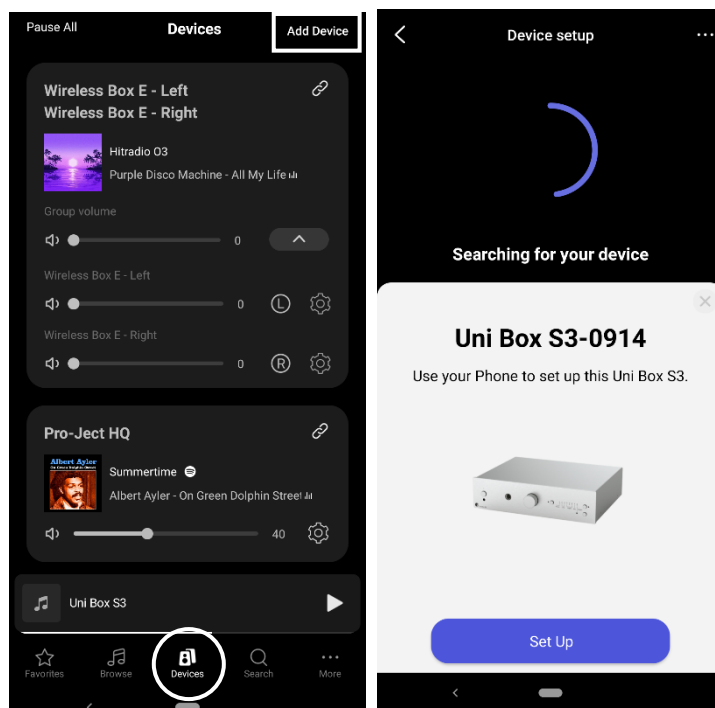 Pause All
Devices
Add Device
Wireless Box E - Left
Wireless Box E - Right
Hitradio O3
Purple Disco Machine - All My Life
Group volume
0
Wireless Box E - Left
0
L
Wireless Box E - Right
0
R
Pro-Ject HQ
Albert Ayler
Summertime
Albert Ayler - On Green Dolphin Street
40
Uni Box S3
Favorites
Browse
Devices
Search
More
Device setup
Searching for your device
Uni Box S3-0914
Use your Phone to set up this Uni Box S3.
Set Up